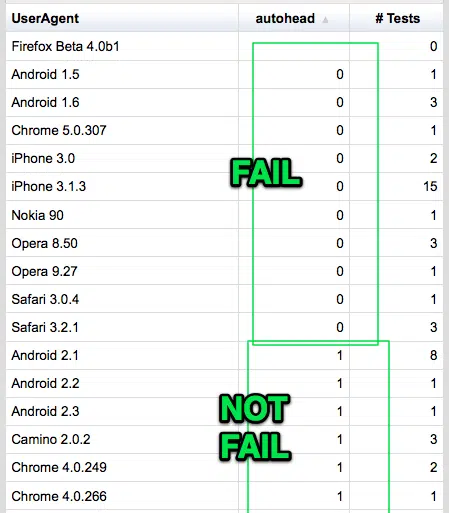 UserAgent autohead # Tests
Firefox Beta 4.0b1 0
Android 1.5 0 1
Android 1.6 0 3
Chrome 5.0.307 0 1
iPhone 3.0 0 2
FAIL
iPhone 3.1.3 0 15
Nokia 90 0 1
Opera 8.50 0 3
Opera 9.27 0 1
Safari 3.0.4 0 1
Safari 3.2.1 0 3
Android 2.1 1 8
Android 2.2 1 1
Android 2.3 1 1
NOT
Camino 2.0.2 1 3
FAIL
Chrome 4.0.249 1 2
Chrome 4.0.266 1 1